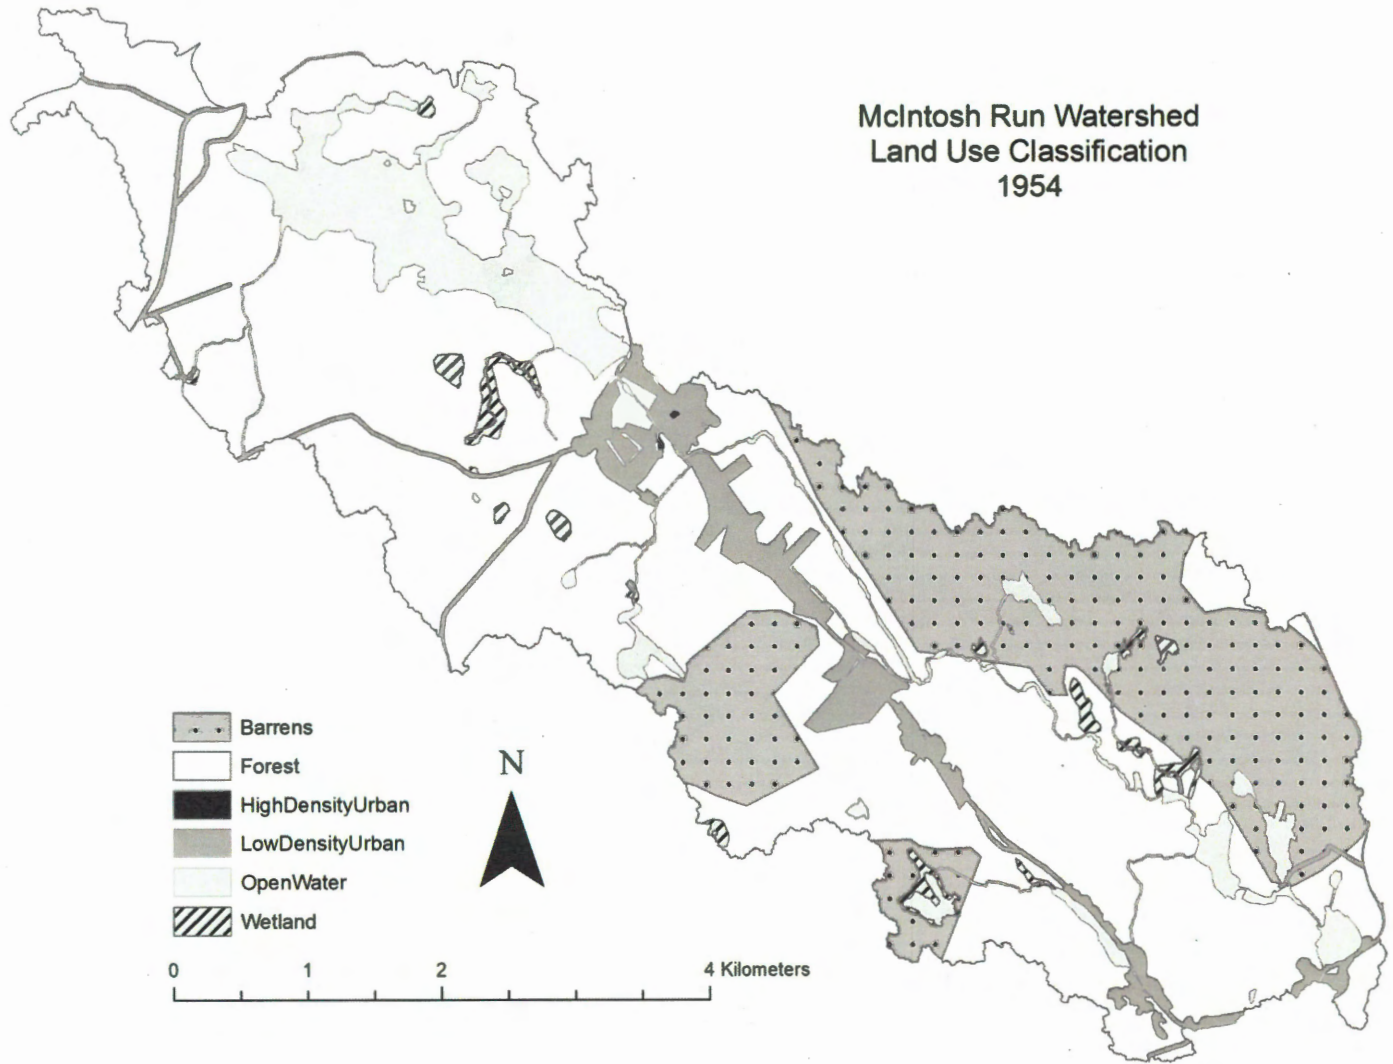 McIntosh Run Watershed
Land Use Classification
1954
Barrens
Forest
HighDensityUrban
LowDensityUrban
OpenWater
Wetland
N
0 1 2 4 Kilometers